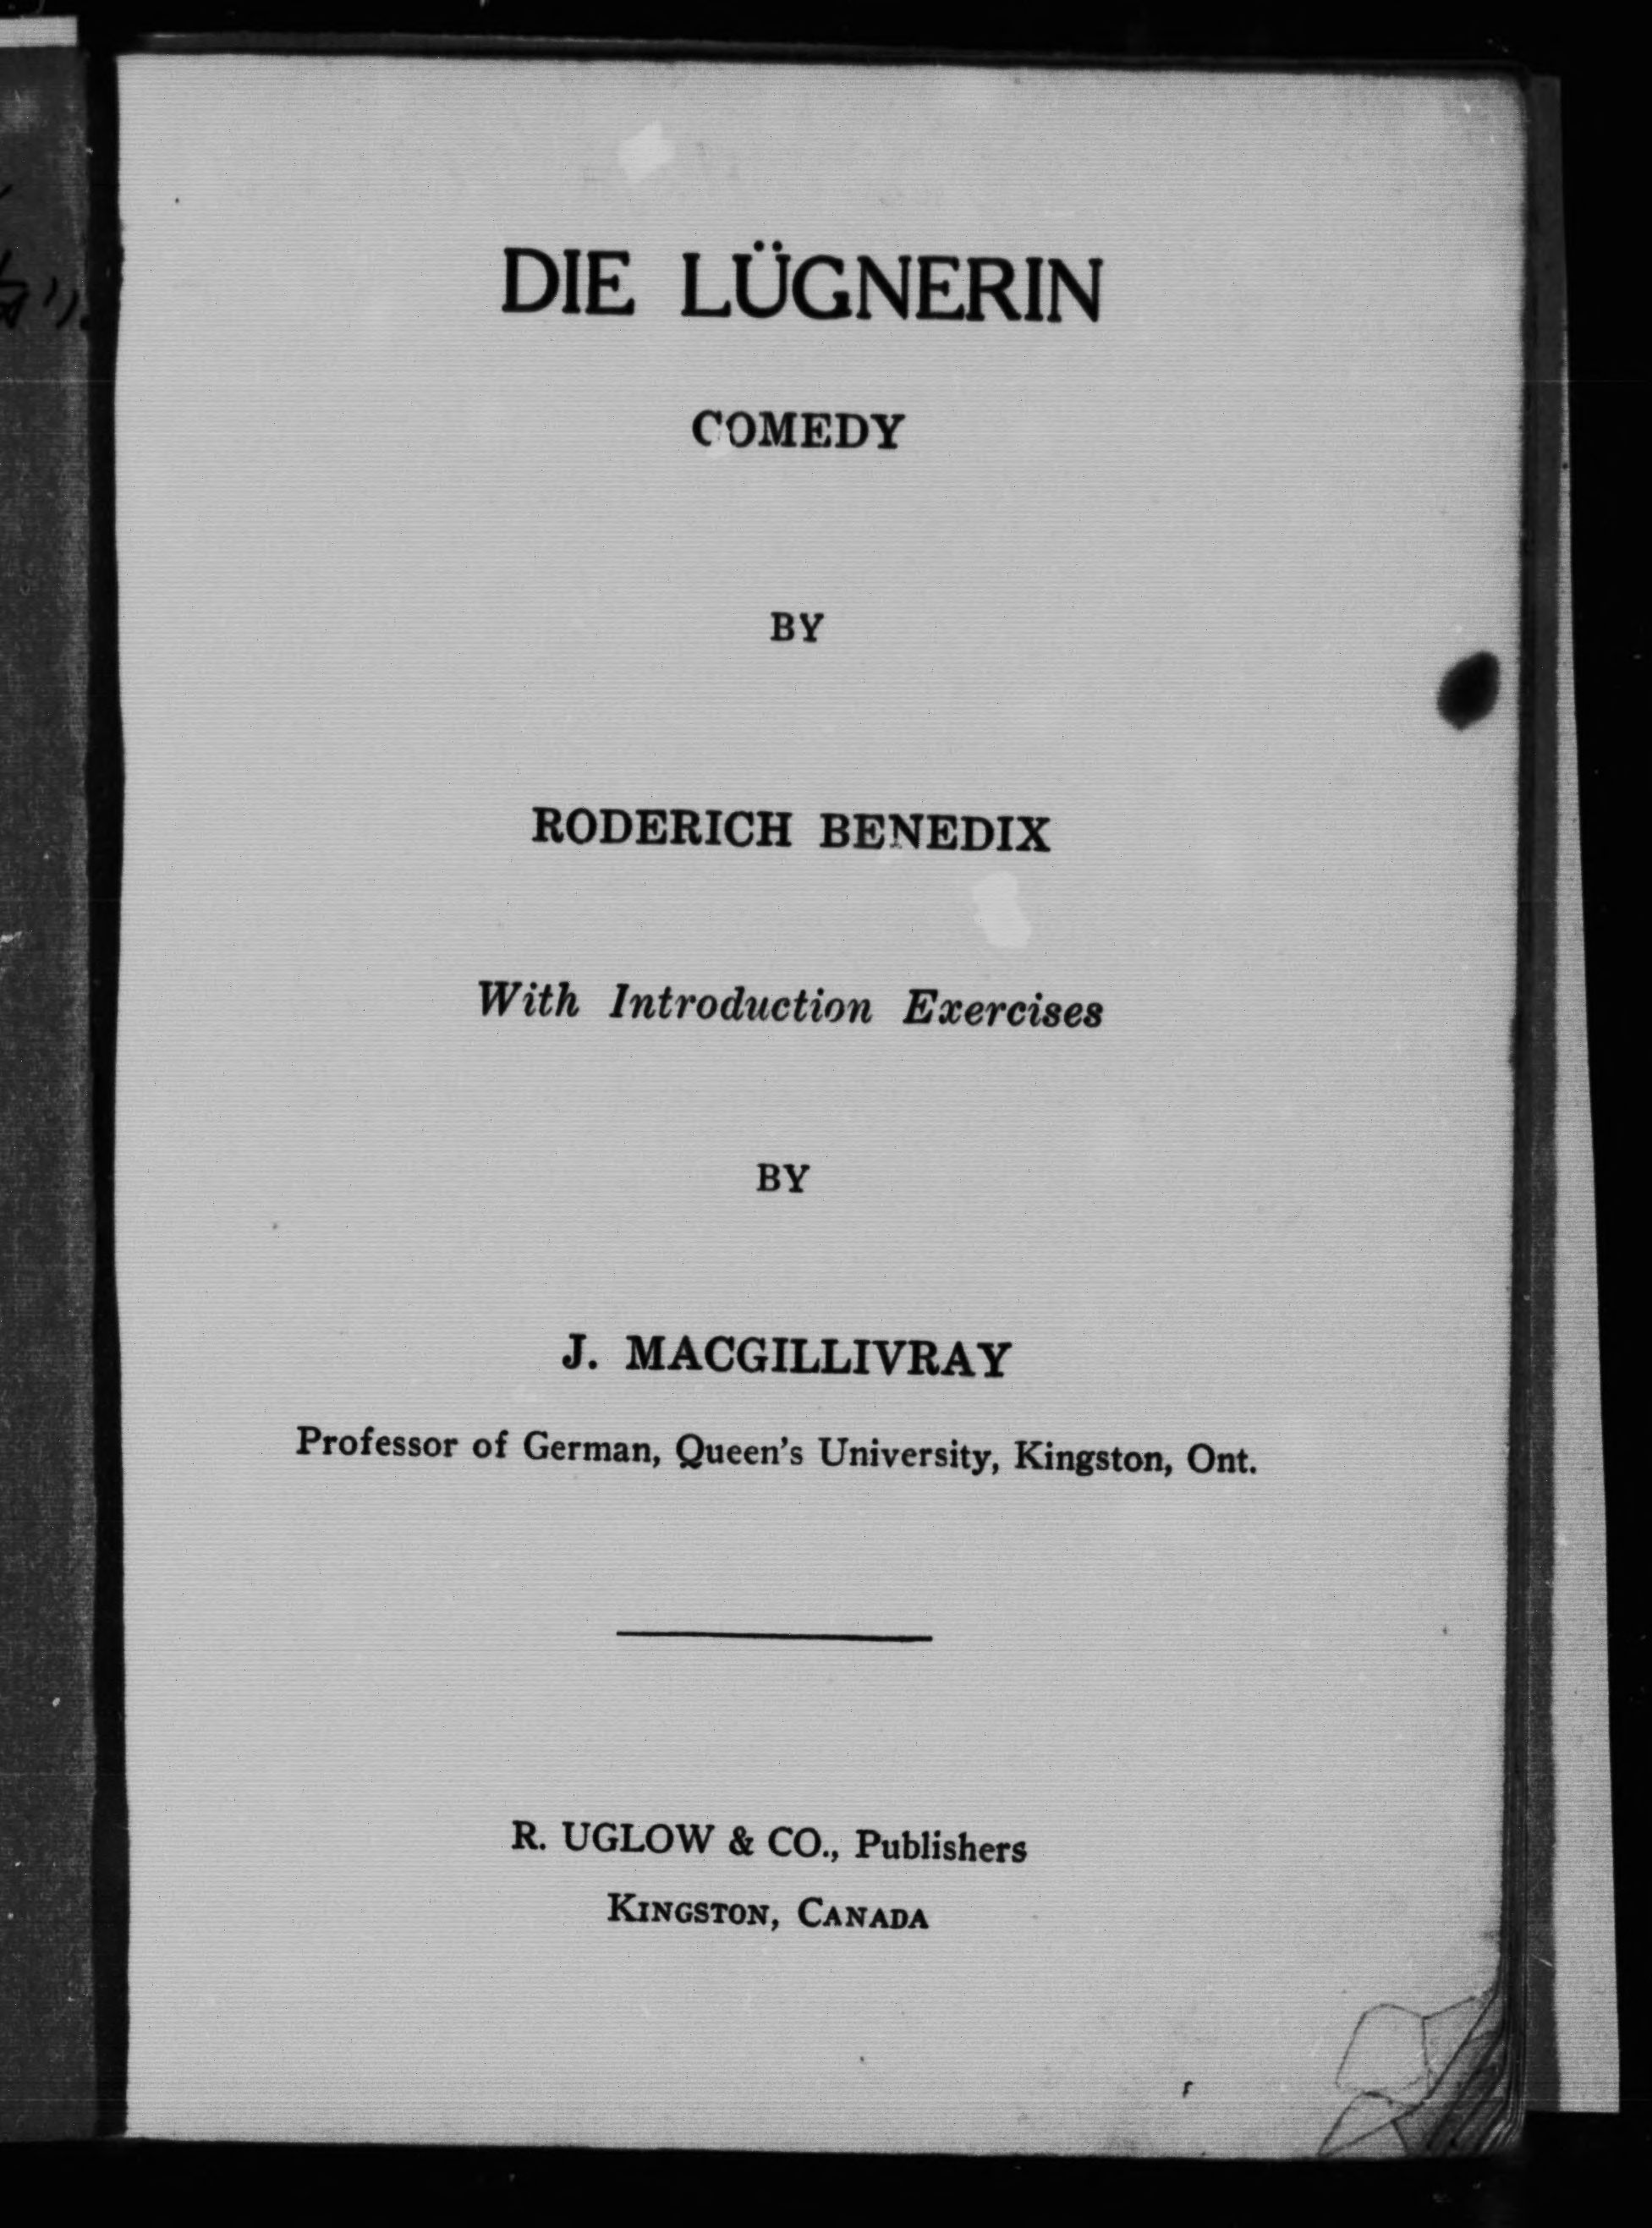 DIE LÜGNERIN
COMEDY
BY
RODERICH BENEDIX
With Introduction Exercises
BY
J. MACGILLIVRAY
Professor of German, Queen's University, Kingston, Ont.
R. UGLOW & CO., Publishers
KINGSTON, CANADA